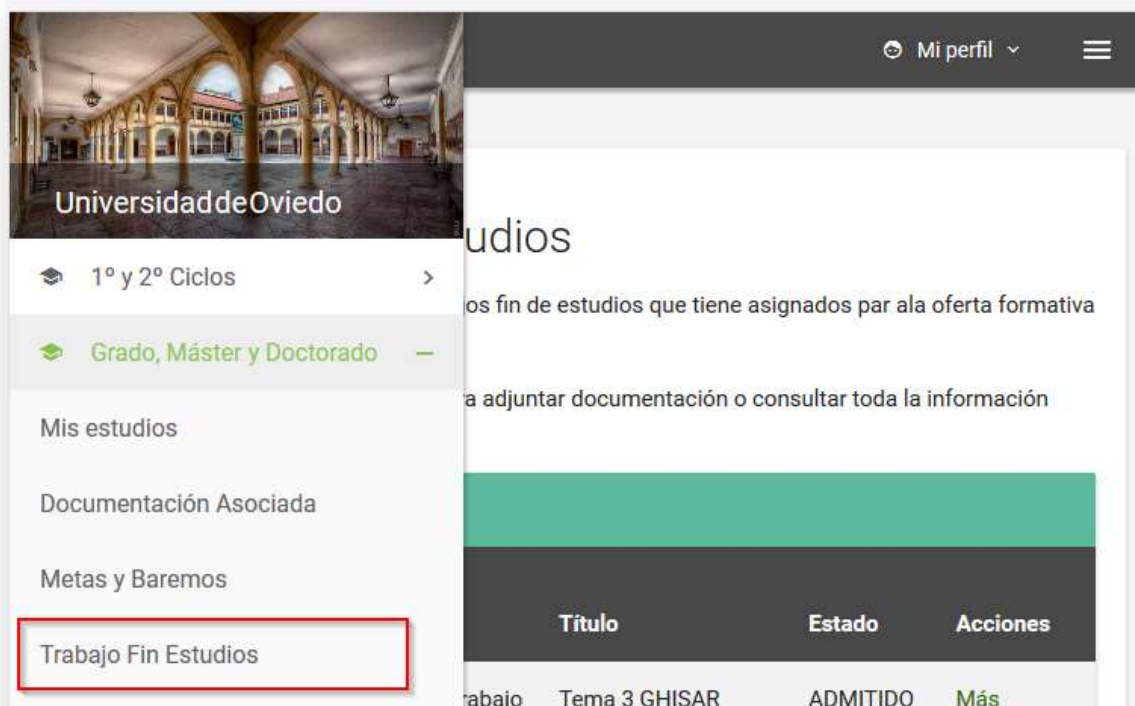 Mi perfil
UniversidaddeOviedo
udios
1º y 2º Ciclos
os fin de estudios que tiene asignados par ala oferta formativa
Grado, Máster y Doctorado
a adjuntar documentación o consultar toda la información
Mis estudios
Documentación Asociada
Metas y Baremos
Título Estado Acciones
Trabajo Fin Estudios
rabajo Tema 3 GHISAR ADMITIDO Más